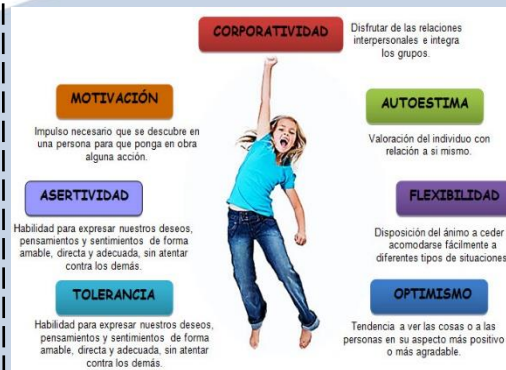 CORPORATIVIDAD
Disfrutar de las relaciones
interpersonales e integra
los grupos.
MOTIVACIÓN
Impulso necesario que se descubre en
una persona para que ponga en obra
alguna acción.
AUTOESTIMA
Valoración del individuo con
relación a si mismo.
ASERTIVIDAD
Habilidad para expresar nuestros deseos,
pensamientos y sentimientos de forma
amable, directa y adecuada, sin atentar
contra los demás.
FLEXIBILIDAD
Disposición del ánimo a ceder
acomodarse fácilmente a
diferentes tipos de situaciones
TOLERANCIA
Habilidad para expresar nuestros deseos,
pensamientos y sentimientos de forma
amable, directa y adecuada, sin atentar
contra los demás.
OPTIMISMO
Tendencia a ver las cosas o a las
personas en su aspecto más positivo
o más agradable.